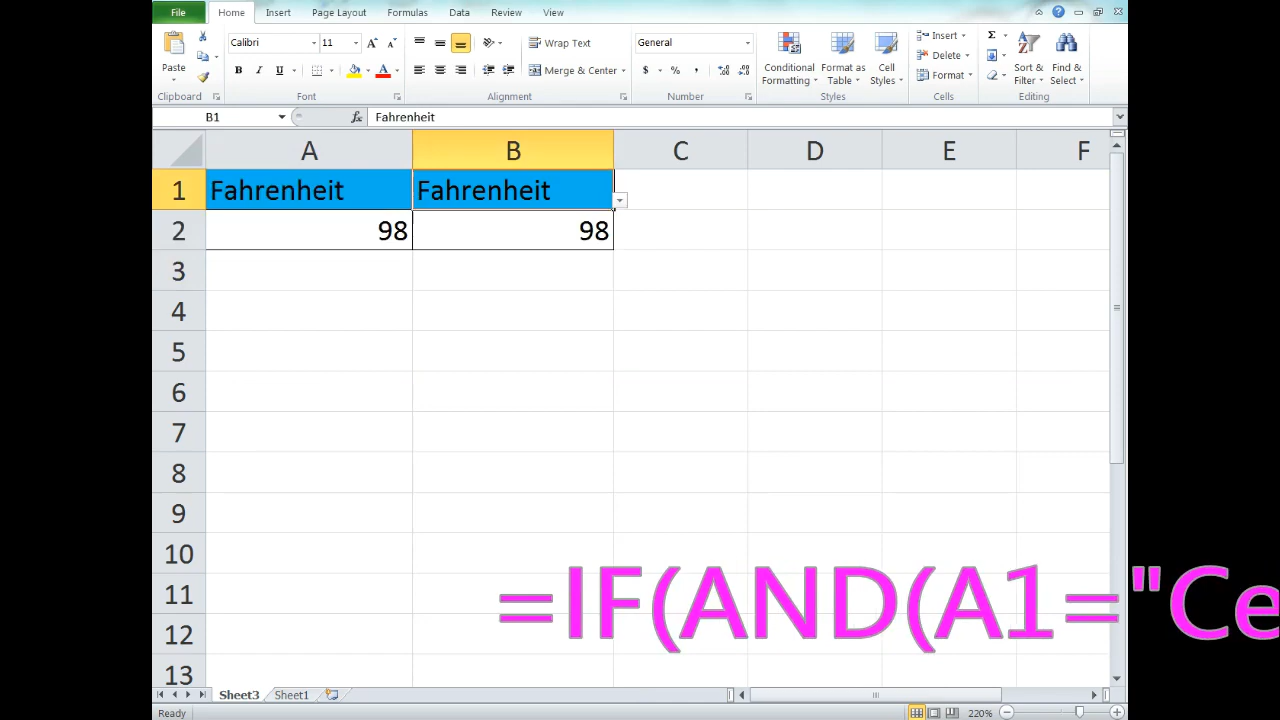 File Home Insert Page Layout Formulas Data Review View
Calibri 11 Wrap Text General Insert
Paste B I U A Merge & Center $ % , Conditional Formatting Format as Table Cell Styles Delete Format Sort & Filter Find & Select
Clipboard Font Alignment Number Styles Cells Editing
B1 fx Fahrenheit
A B C D E F
1 Fahrenheit Fahrenheit
2 98 98
3
4
5
6
7
8
9
10
11
12
13
=IF(AND(A1="Ce
Sheet3 Sheet1
Ready 220%